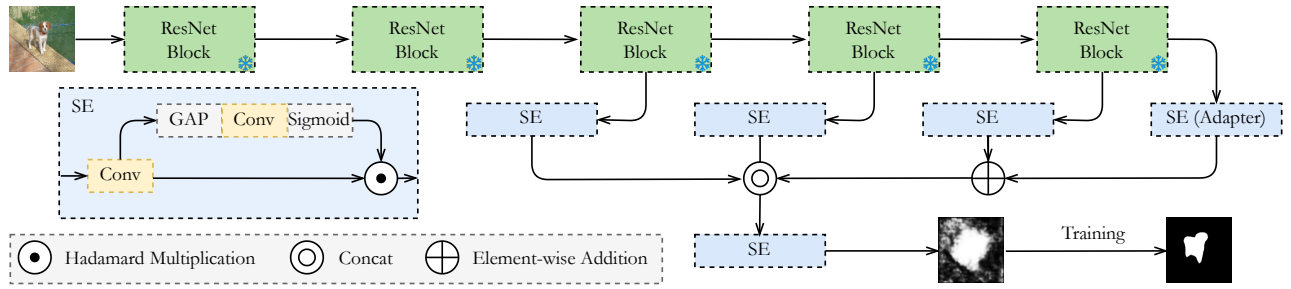 ResNet
Block
ResNet
Block
ResNet
Block
ResNet
Block
ResNet
Block
SE
GAP Conv Sigmoid
Conv
SE
SE
SE
SE (Adapter)
SE
Training
Hadamard Multiplication
Concat
Element-wise Addition